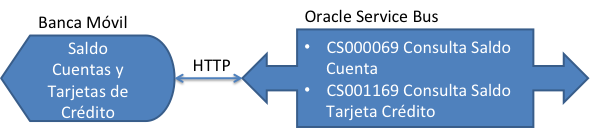 Banca Móvil
Saldo
Cuentas y
Tarjetas de
Crédito
HTTP
Oracle Service Bus
• CS000069 Consulta Saldo
Cuenta
• CS001169 Consulta Saldo
Tarjeta Crédito